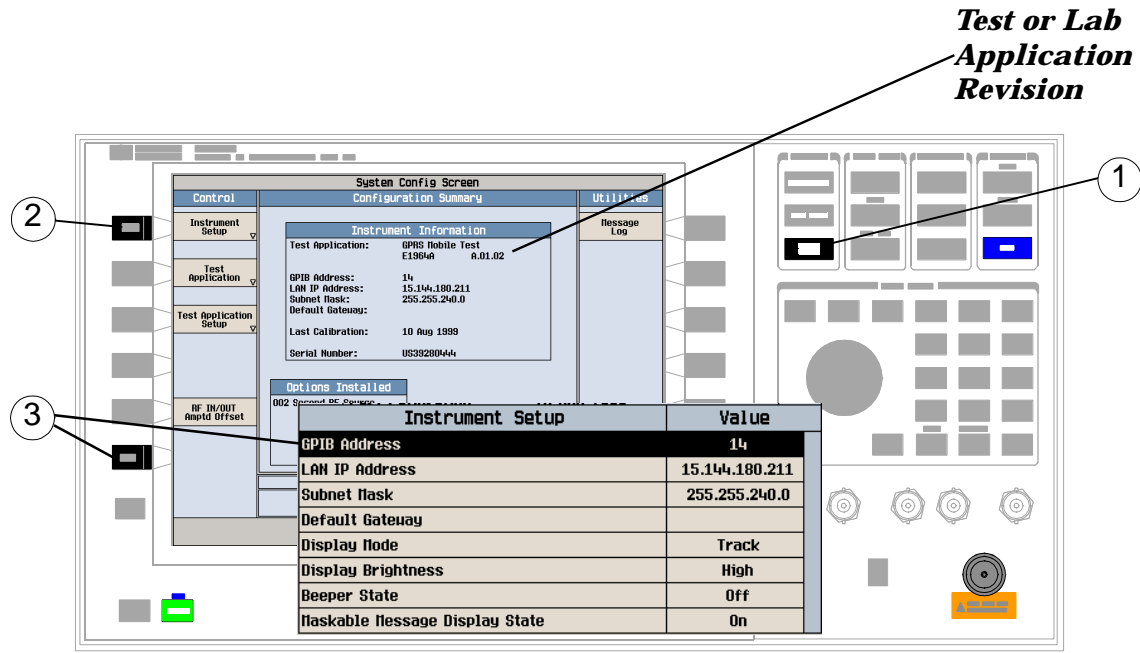 Test or Lab
Application
Revision
1
2
3
System Config Screen
Control
Configuration Summary
Utilities
Instrument
Setup
Test
Application
Test Application
Setup
RF IN/OUT
Amptd Offset
Message
Log
Instrument Information
Test Application: GPRS Mobile Test
E1964A A.01.02
GPIB Address: 14
LAN IP Address: 15.144.180.211
Subnet Mask: 255.255.240.0
Default Gateway:
Last Calibration: 10 Aug 1999
Serial Number: US39280444
Options Installed
002 Second RF Source
Instrument Setup Value
GPIB Address 14
LAN IP Address 15.144.180.211
Subnet Mask 255.255.240.0
Default Gateway
Display Mode Track
Display Brightness High
Beeper State Off
Maskable Message Display State On